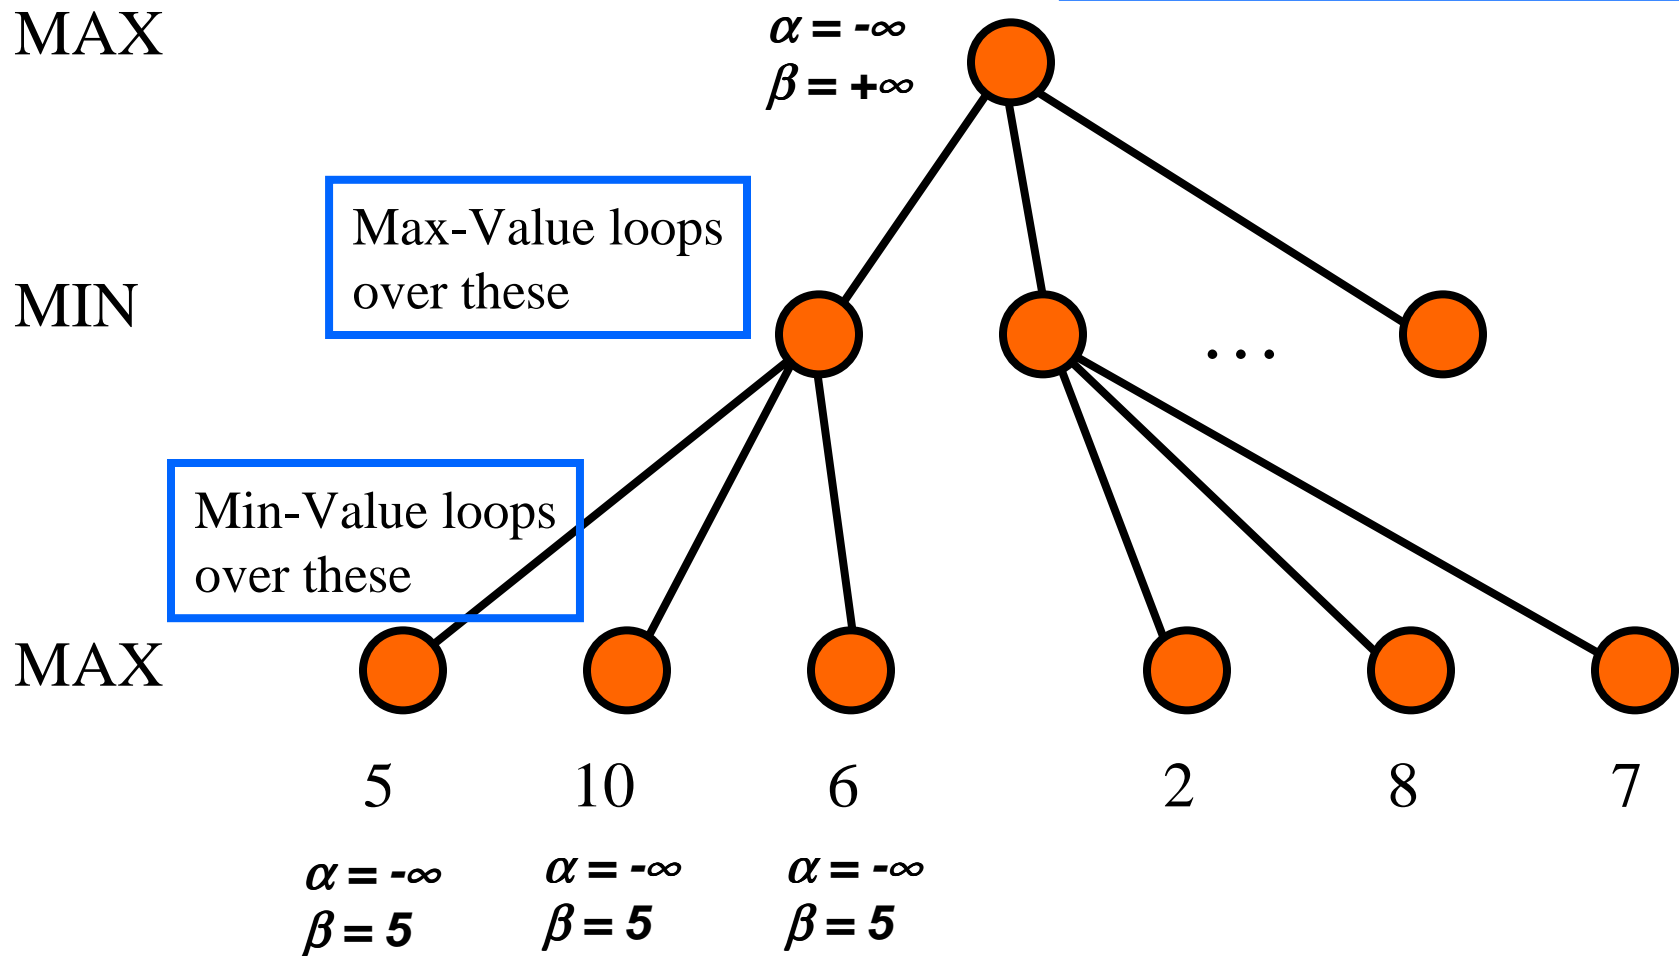 MAX
α = -∞
β = +∞
Max-Value loops
over these
MIN
...
Min-Value loops
over these
MAX
5 10 6 2 8 7
α = -∞ α = -∞ α = -∞
β = 5 β = 5 β = 5